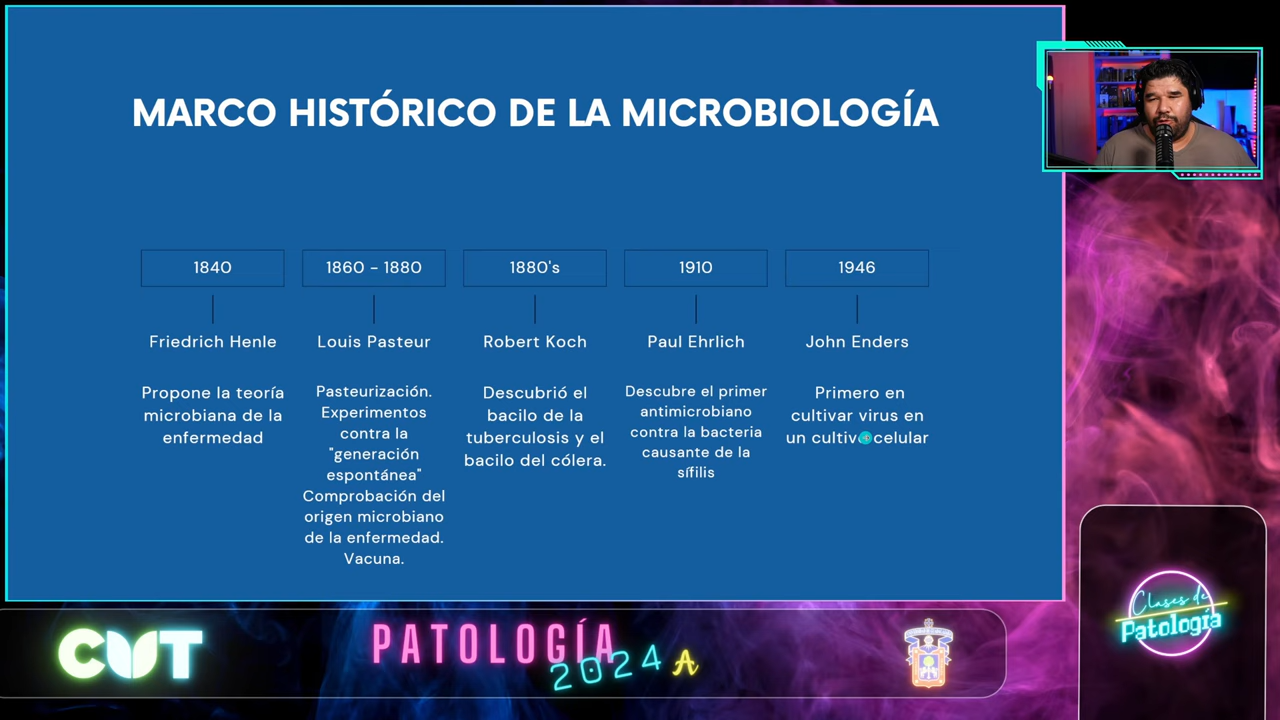 MARCO HISTÓRICO DE LA MICROBIOLOGÍA
1840
Friedrich Henle
Propone la teoría
microbiana de la
enfermedad
1860 - 1880
Louis Pasteur
Pasteurización.
Experimentos
contra la
"generación
espontánea"
Comprobación del
origen microbiano
de la enfermedad.
Vacuna.
1880's
Robert Koch
Descubrió el
bacilo de la
tuberculosis y el
bacilo del cólera.
1910
Paul Ehrlich
Descubre el primer
antimicrobiano
contra la bacteria
causante de la
sífilis
1946
John Enders
Primero en
cultivar virus en
un cultivo celular
CUT
PATOLOGÍA
2024 A
Clases de
Patología